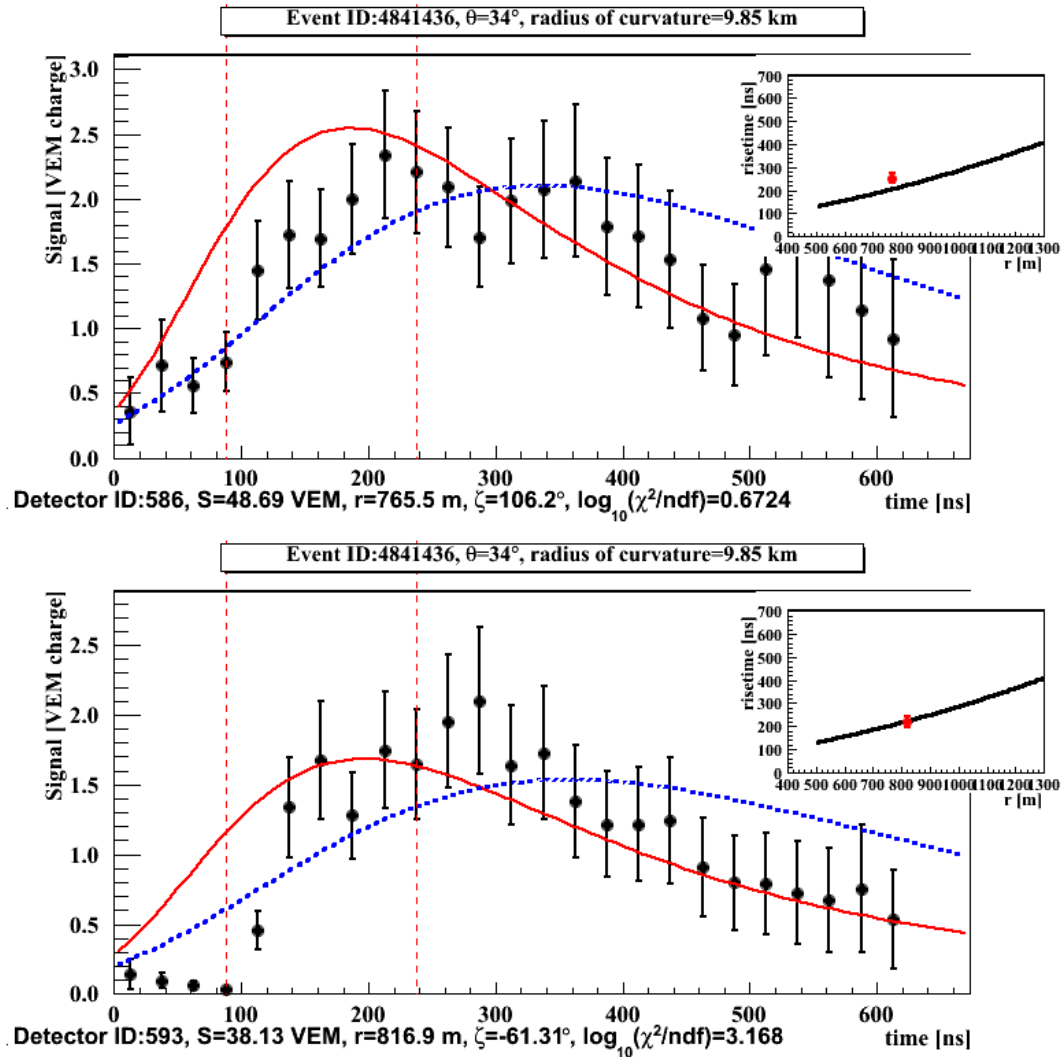 Event ID:4841436, θ=34°, radius of curvature=9.85 km
Signal [VEM charge]
3.0
2.5
2.0
1.5
1.0
0.5
0.0
0 100 200 300 400 500 600
time [ns]
risetime [ns]
700
600
500
400
300
200
100
0
400 500 600 700 800 900 1000 1100 1200 1300
r [m]
Detector ID:586, S=48.69 VEM, r=765.5 m, ζ=106.2°, log10(χ²/ndf)=0.6724
Event ID:4841436, θ=34°, radius of curvature=9.85 km
Signal [VEM charge]
2.5
2.0
1.5
1.0
0.5
0.0
0 100 200 300 400 500 600
time [ns]
risetime [ns]
700
600
500
400
300
200
100
0
400 500 600 700 800 900 1000 1100 1200 1300
r [m]
Detector ID:593, S=38.13 VEM, r=816.9 m, ζ=-61.31°, log10(χ²/ndf)=3.168